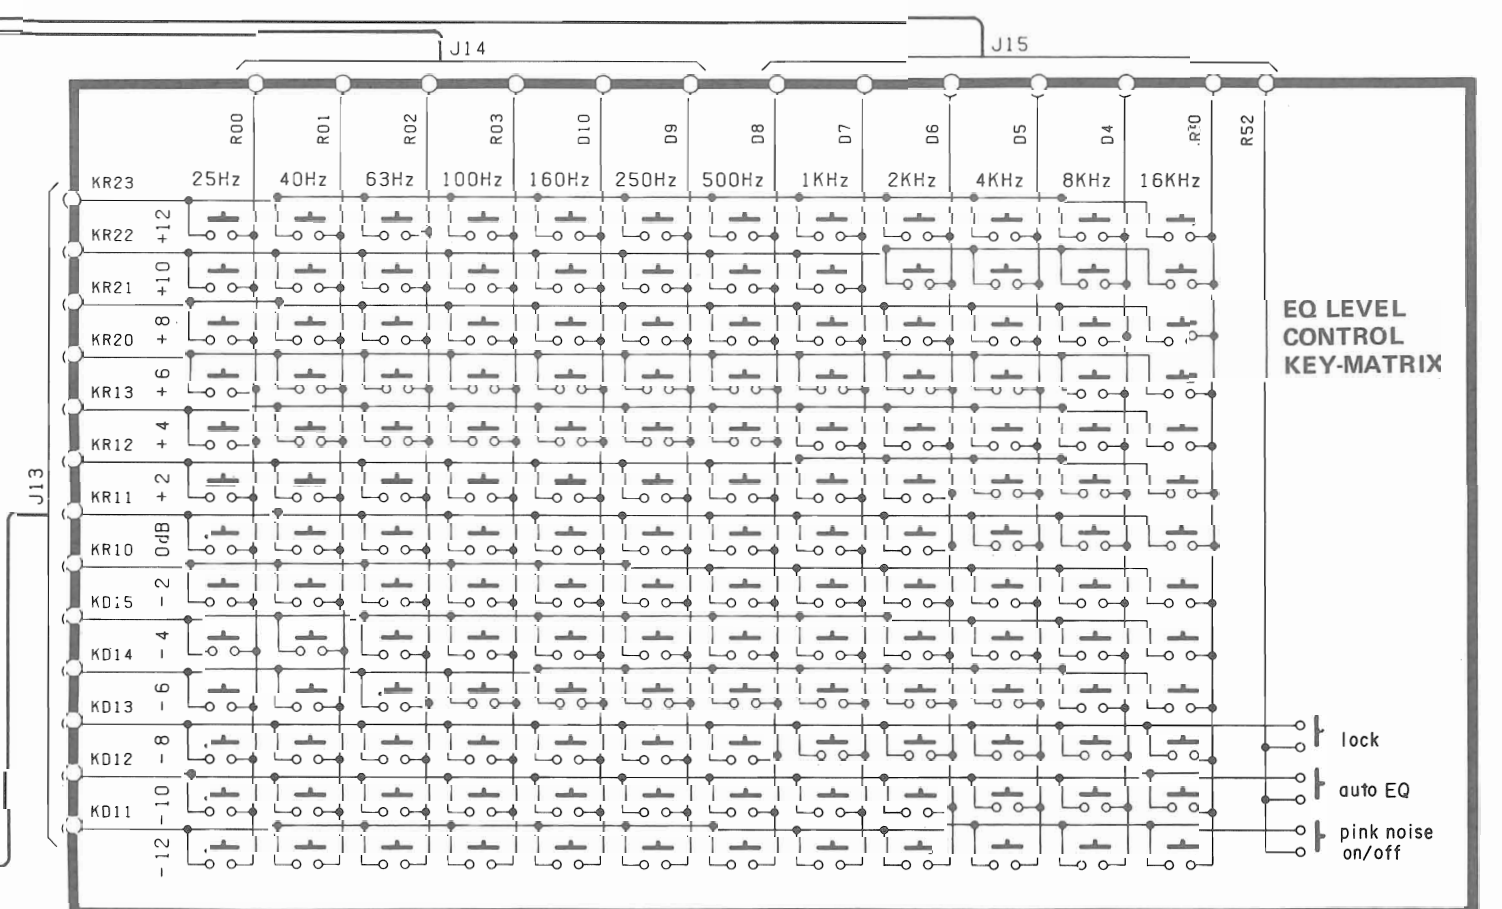 J14
J15
R00 R01 R02 R03 D10 D9 D8 D7 D6 D5 D4 R52
KR23 25Hz 40Hz 63Hz 100Hz 160Hz 250Hz 500Hz 1KHz 2KHz 4KHz 8KHz 16KHz
+12
KR22
+10
KR21
EQ LEVEL
CONTROL
KEY-MATRIX
+8
KR20
+6
KR13
+4
KR12
J13
+2
KR11
0dB
KR10
-2
KD15
-4
KD14
-6
KD13
-8
lock
KD12
-10
auto EQ
KD11
-12
pink noise
on/off